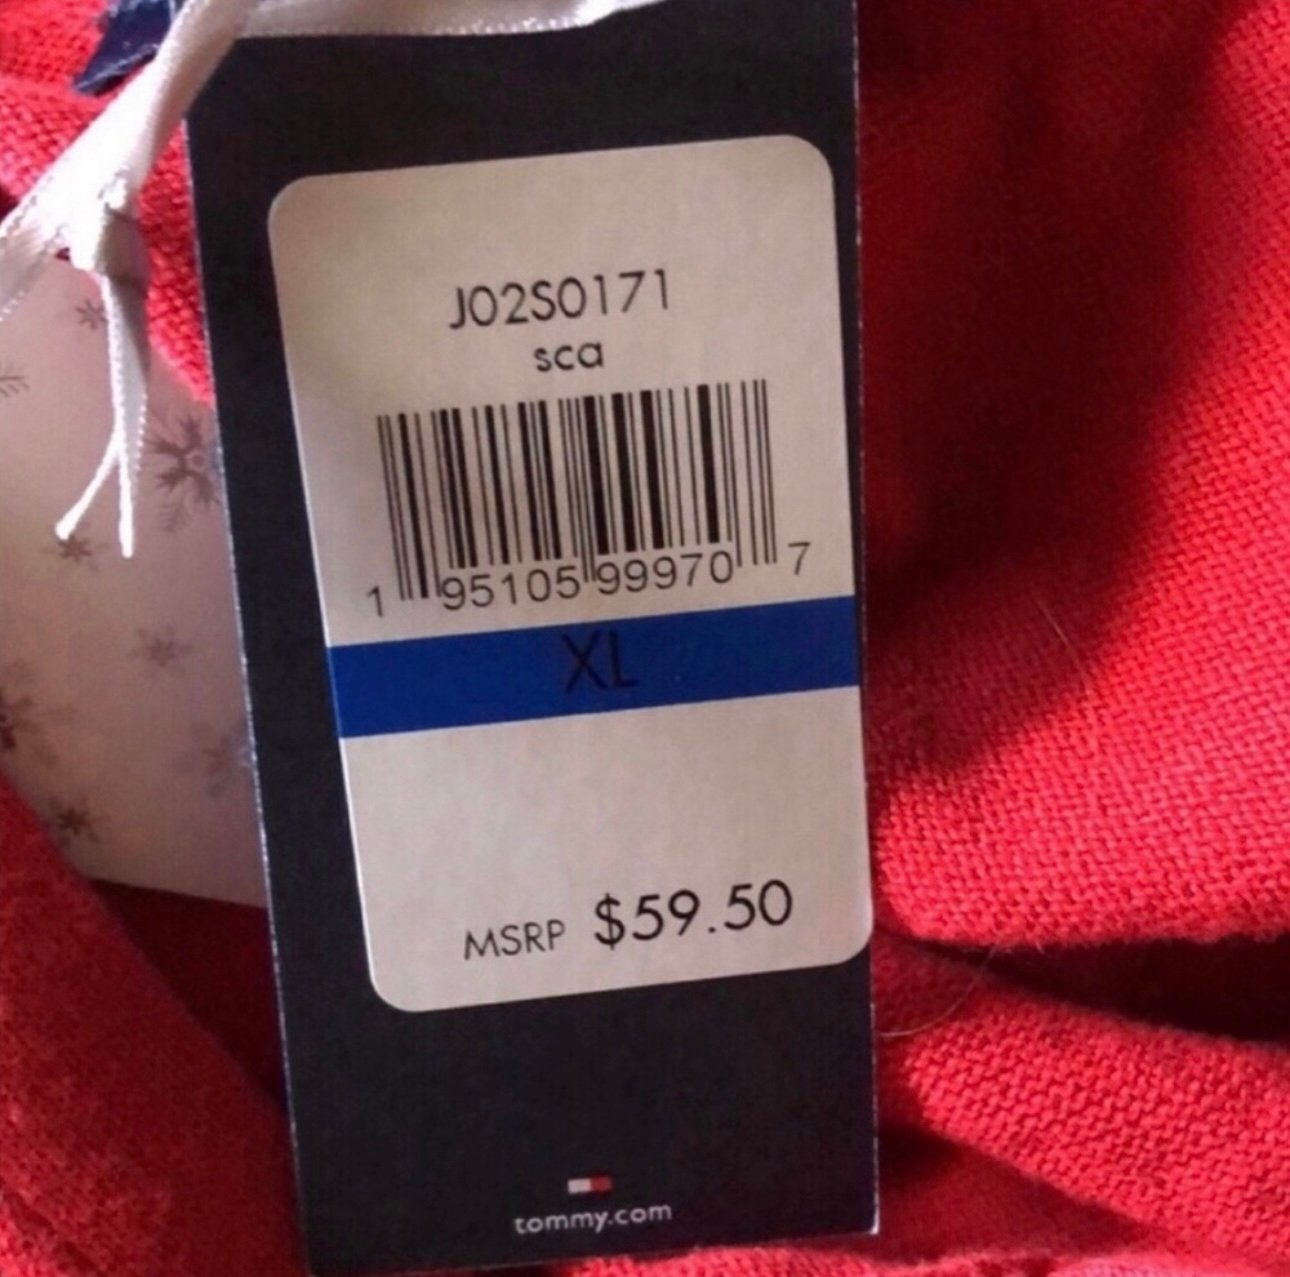 J02S0171
sca
1 95105 99970 7
XL
MSRP $59.50
tommy.com